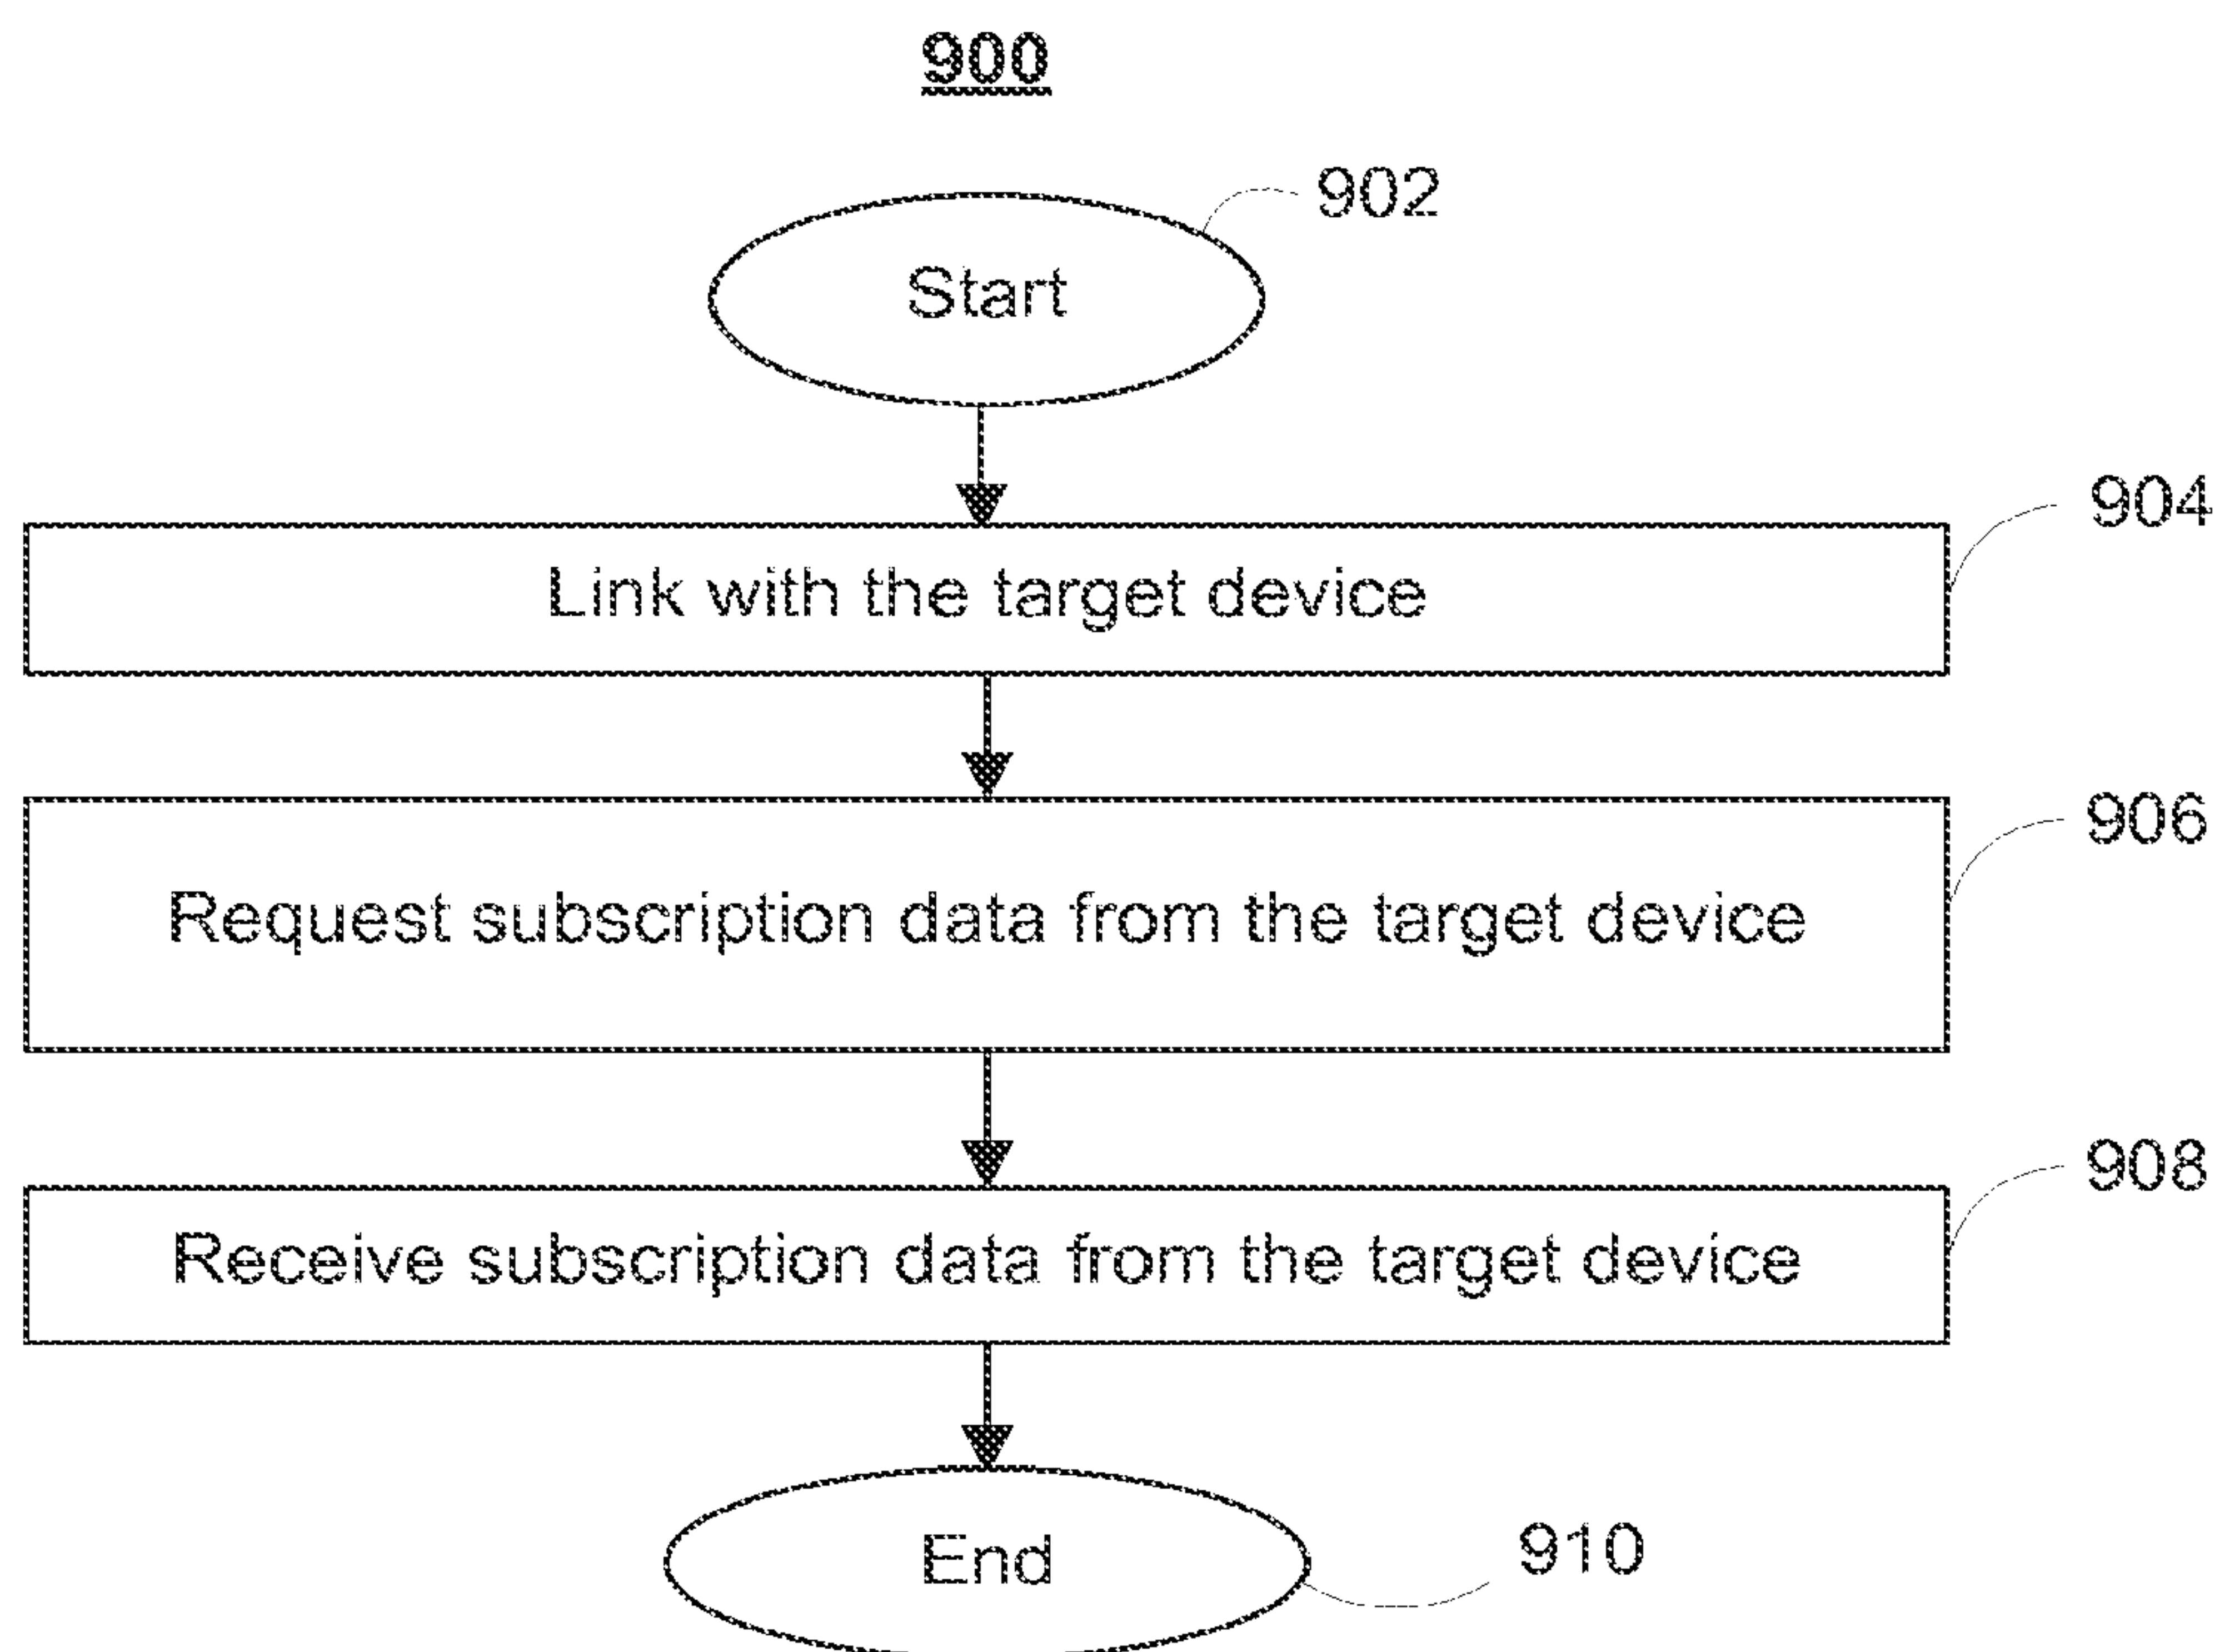 900
902
Start
904
Link with the target device
906
Request subscription data from the target device
908
Receive subscription data from the target device
End
910